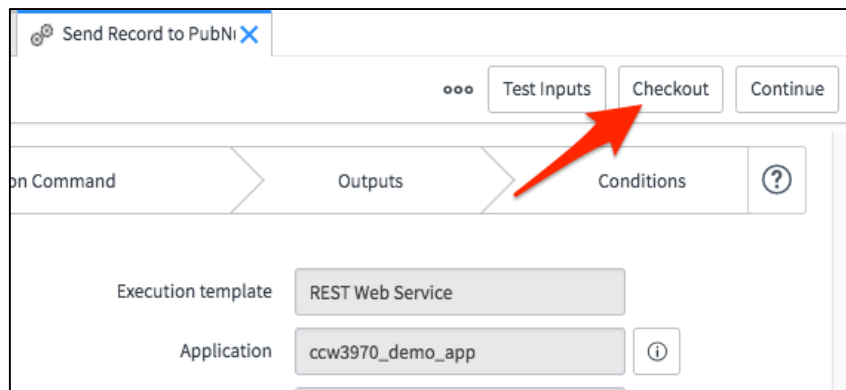 Send Record to PubN
Test Inputs
Checkout
Continue
on Command
Outputs
Conditions
Execution template
REST Web Service
Application
ccw3970_demo_app